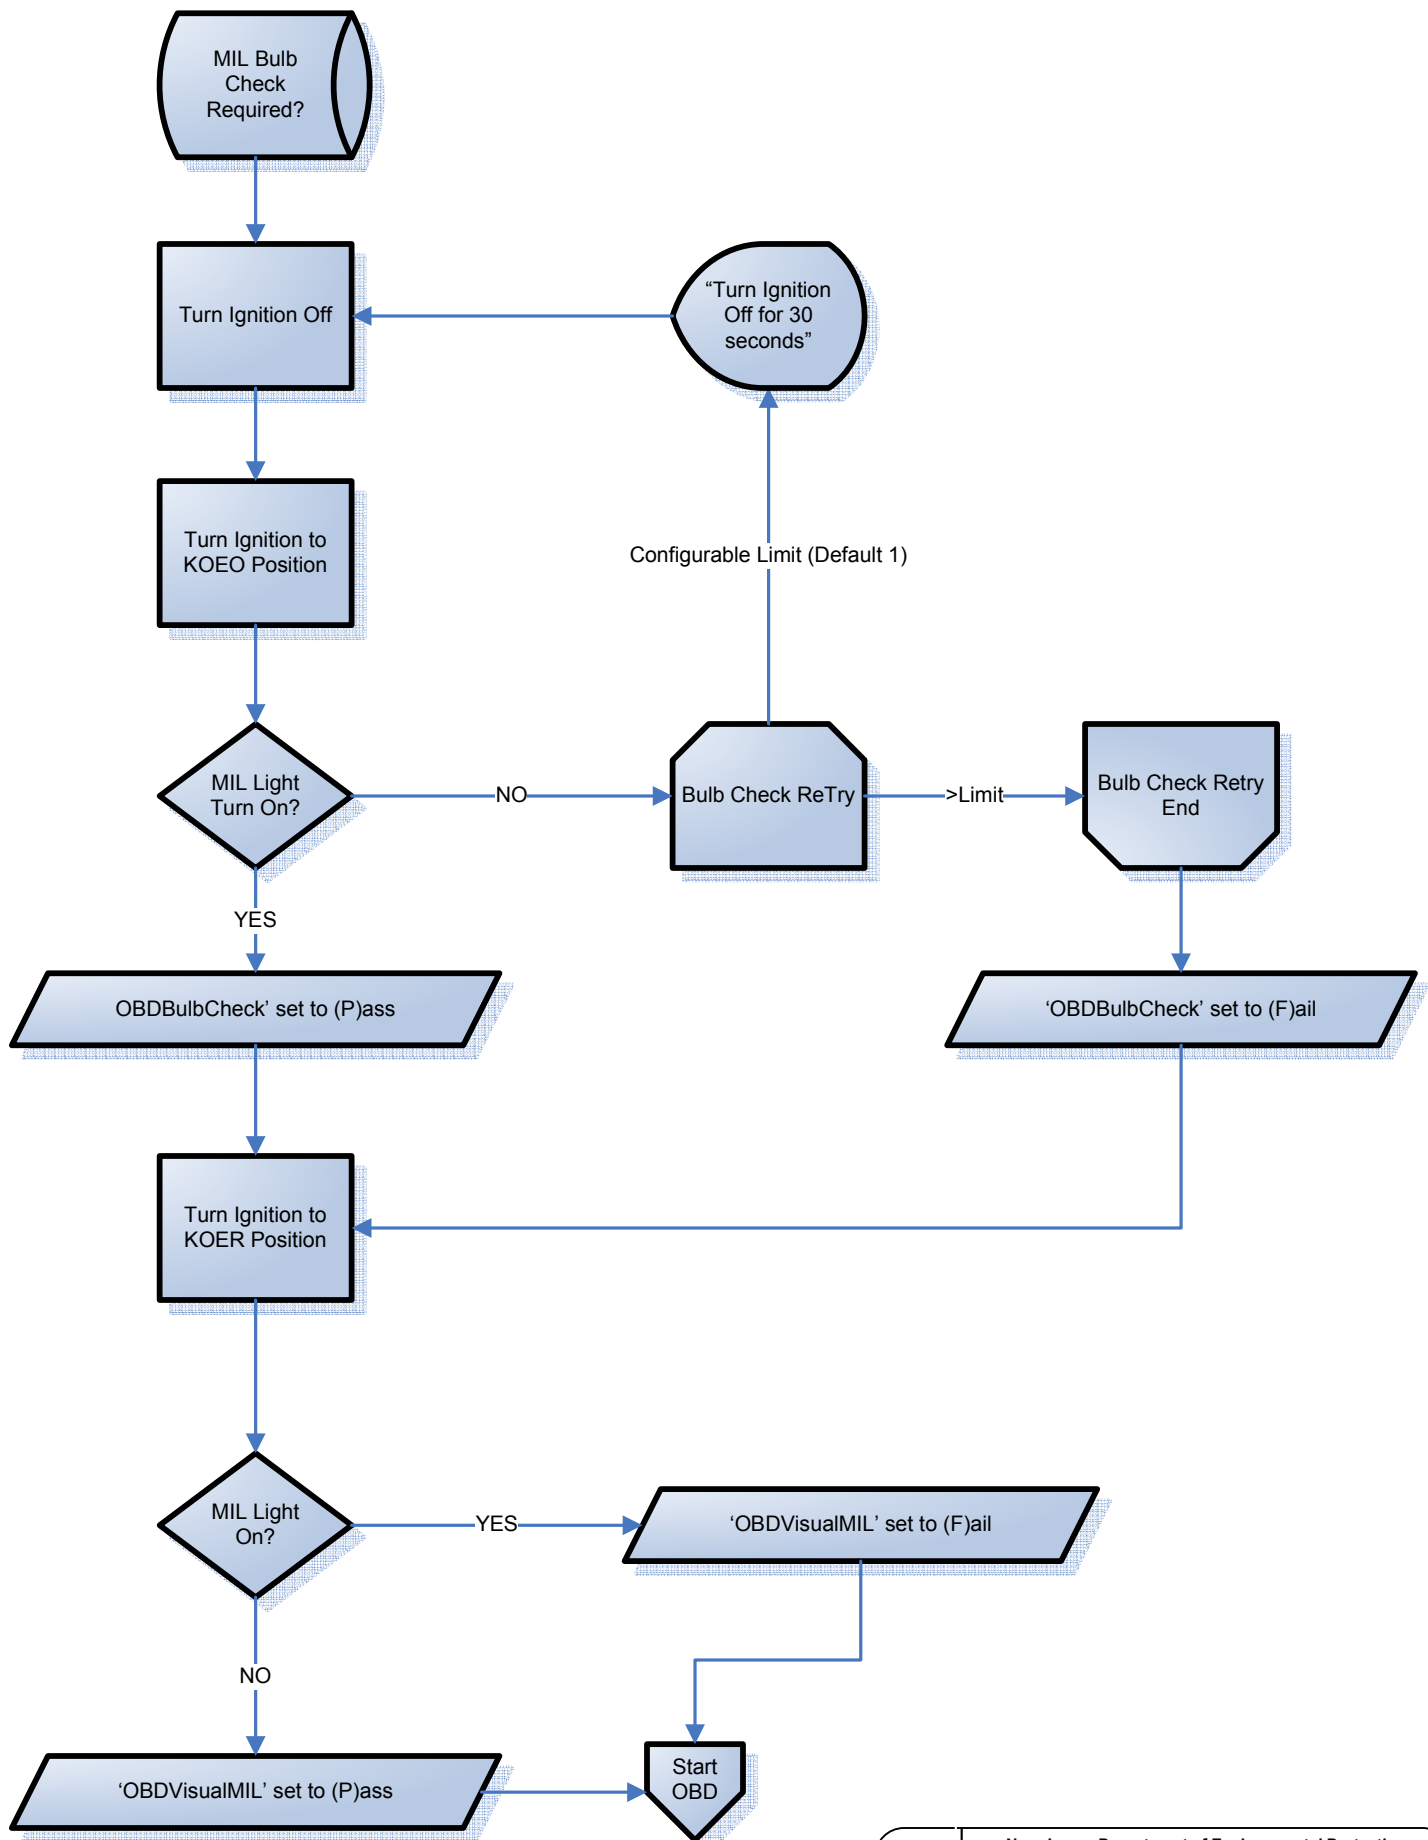 MIL Bulb
Check
Required?
Turn Ignition Off
“Turn Ignition
Off for 30
seconds”
Turn Ignition to
KOEO Position
Configurable Limit (Default 1)
MIL Light
Turn On?
NO
Bulb Check ReTry
>Limit
Bulb Check Retry
End
YES
OBDBulbCheck’ set to (P)ass
‘OBDBulbCheck’ set to (F)ail
Turn Ignition to
KOER Position
MIL Light
On?
YES
‘OBDVisualMIL’ set to (F)ail
NO
‘OBDVisualMIL’ set to (P)ass
Start
OBD